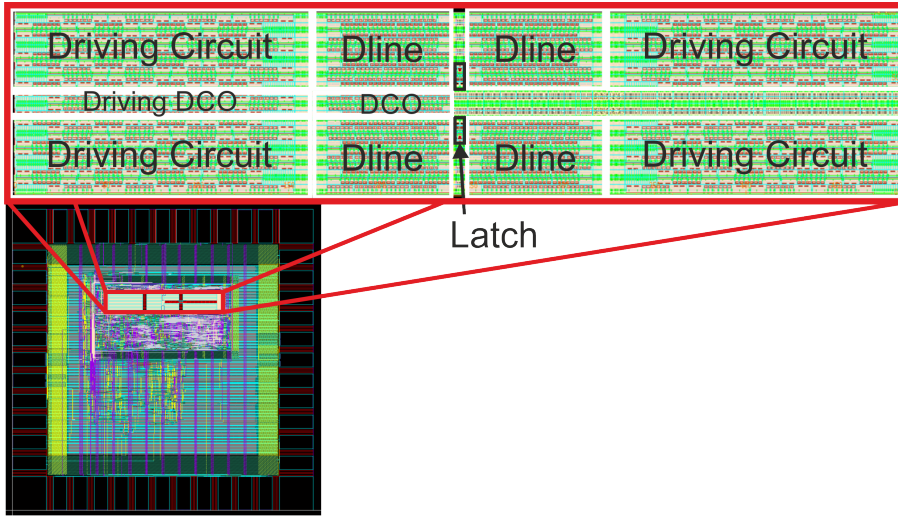 Driving Circuit Dline Dline Driving Circuit
Driving DCO DCO
Driving Circuit Dline Dline Driving Circuit
Latch